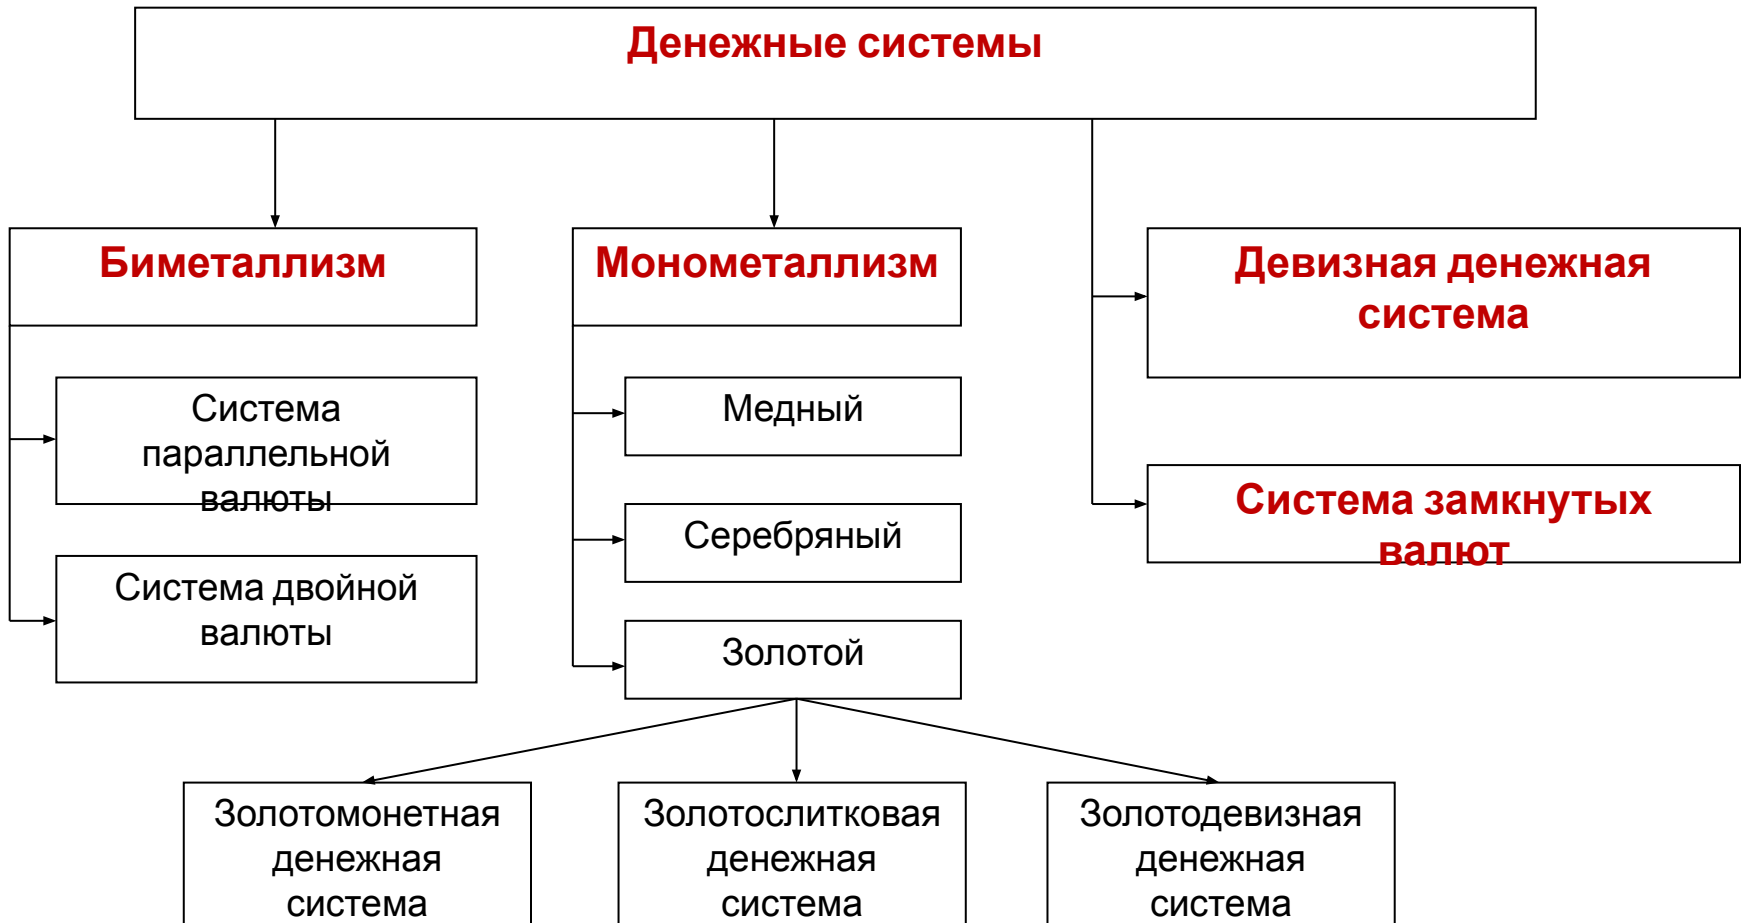 Денежные системы
Биметаллизм
Монометаллизм
Девизная денежная
система
Система
параллельной
валюты
Медный
Система замкнутых
валют
Серебряный
Система двойной
валюты
Золотой
Золотомонетная
денежная
система
Золотослитковая
денежная
система
Золотодевизная
денежная
система